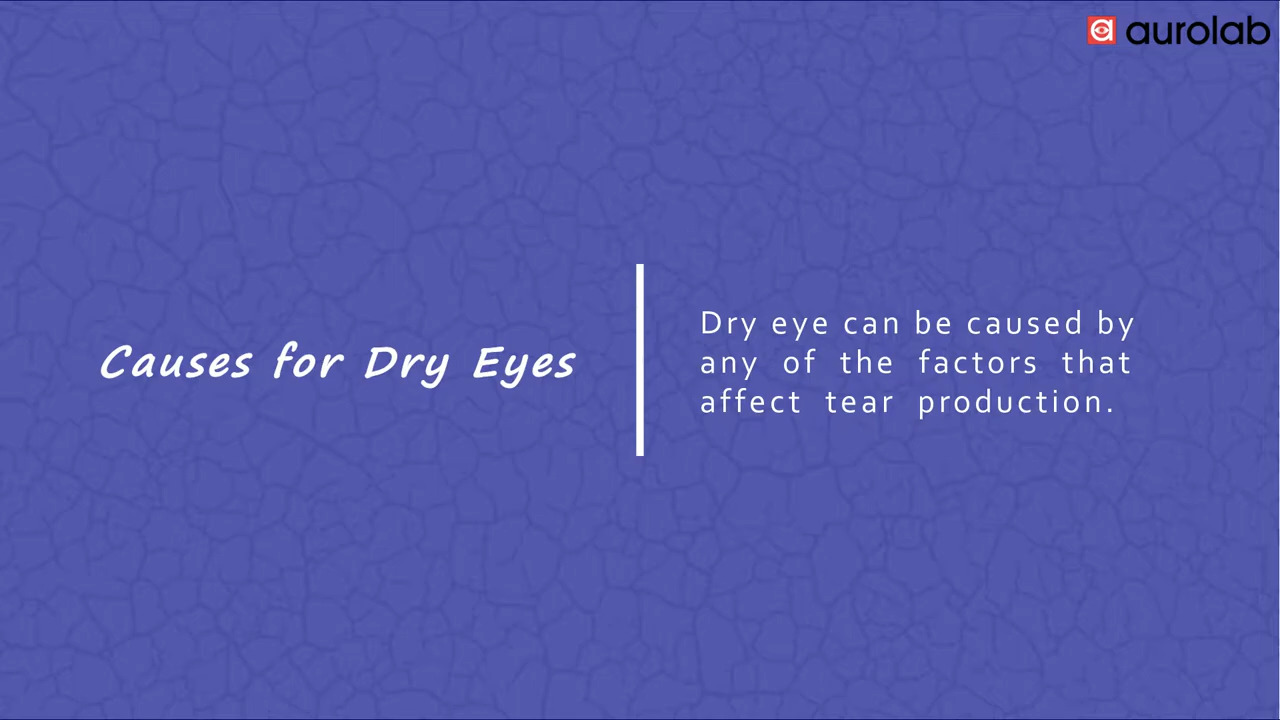 aurolab
Causes for Dry Eyes
Dry eye can be caused by
any of the factors that
affect tear production.